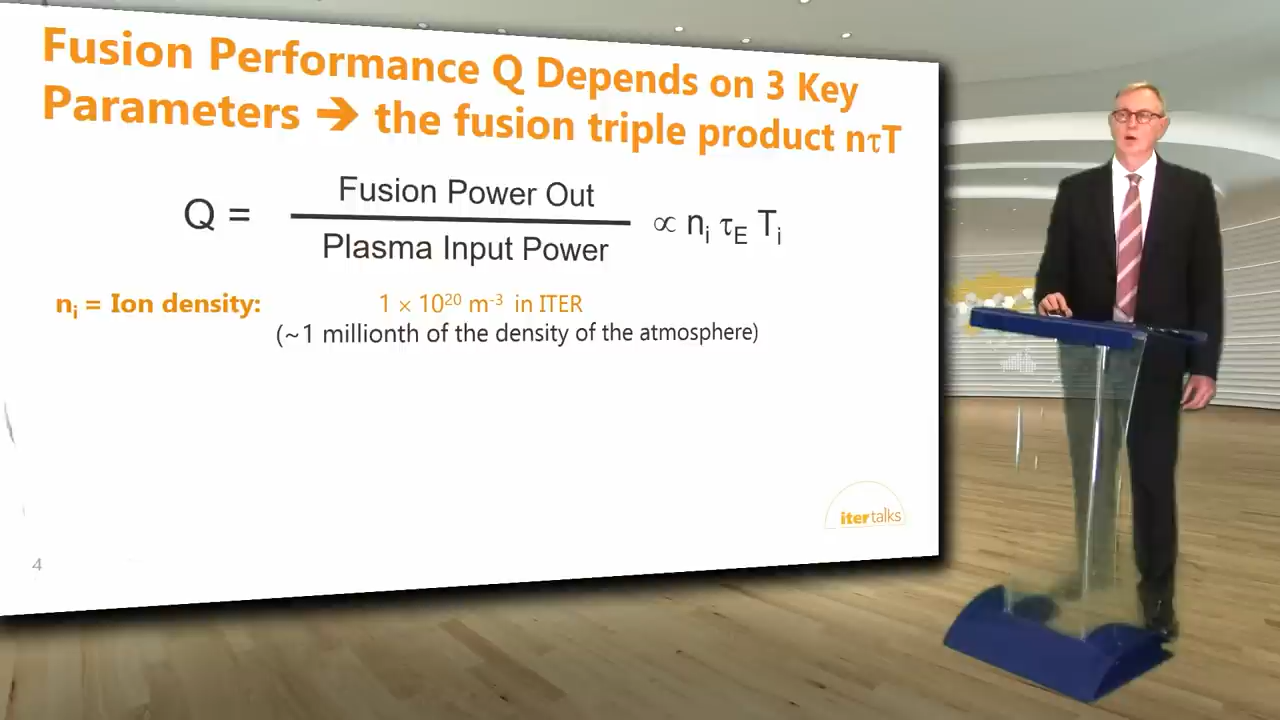 Fusion Performance Q Depends on 3 Key
Parameters ➔ the fusion triple product nτT
Q = Fusion Power Out / Plasma Input Power ∝ nᵢ τE Tᵢ
nᵢ = Ion density: 1 × 10²⁰ m⁻³ in ITER
(~1 millionth of the density of the atmosphere)
itertalks
4